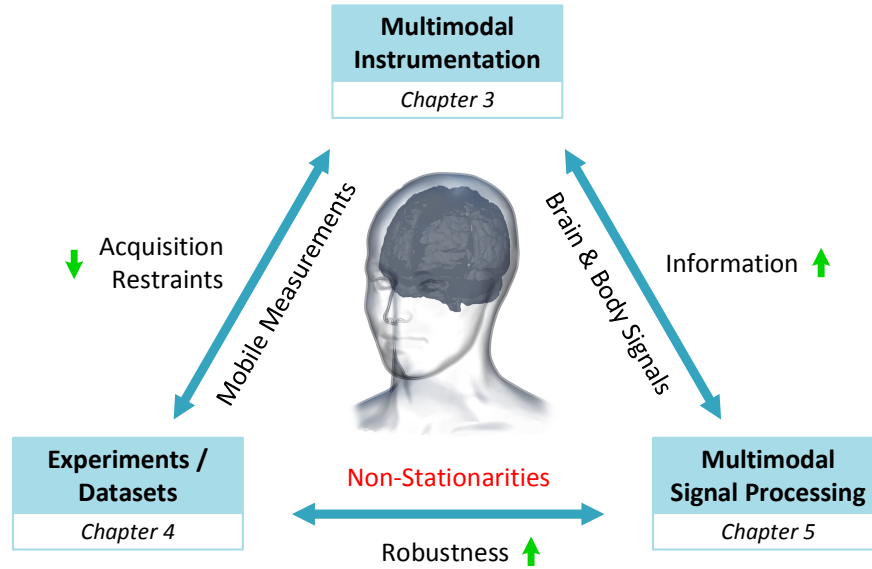 Multimodal
Instrumentation
Chapter 3
Acquisition
Restraints
Mobile Measurements
Brain & Body Signals
Information
Experiments /
Datasets
Chapter 4
Non-Stationarities
Robustness
Multimodal
Signal Processing
Chapter 5